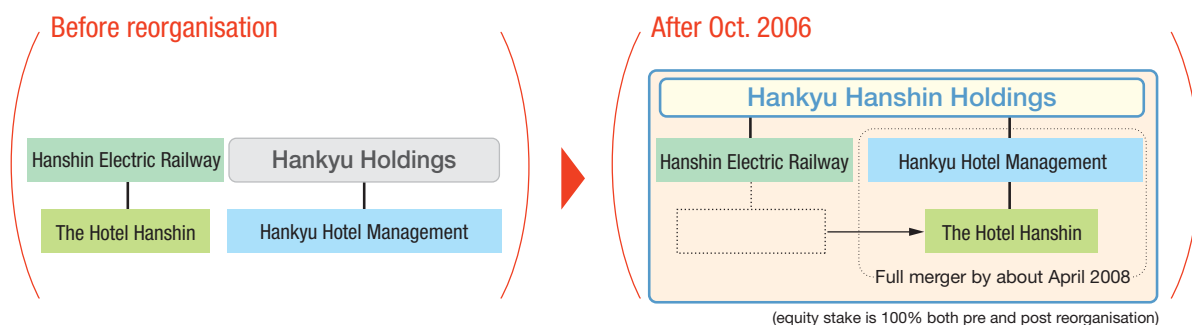 Before reorganisation
Hanshin Electric Railway
Hankyu Holdings
The Hotel Hanshin
Hankyu Hotel Management
After Oct. 2006
Hankyu Hanshin Holdings
Hanshin Electric Railway
Hankyu Hotel Management
The Hotel Hanshin
Full merger by about April 2008
(equity stake is 100% both pre and post reorganisation)